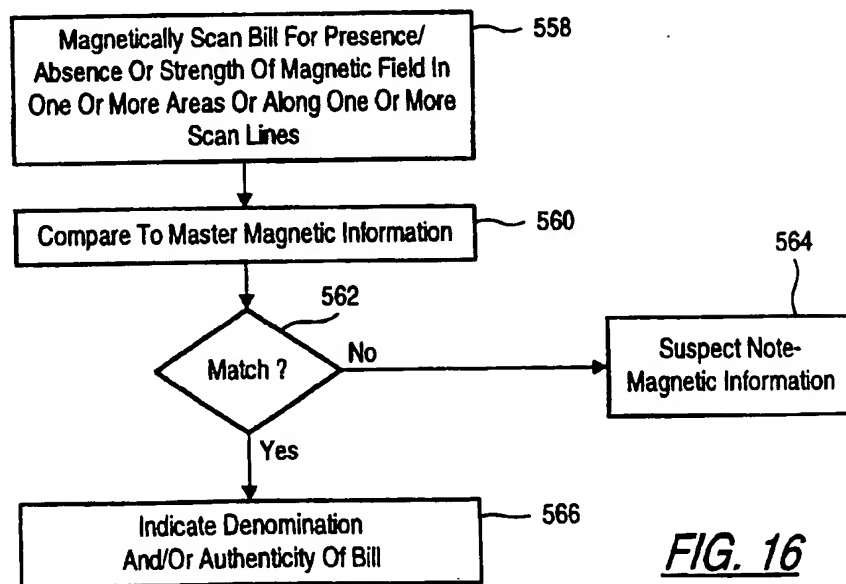 Magnetically Scan Bill For Presence/
Absence Or Strength Of Magnetic Field In
One Or More Areas Or Along One Or More
Scan Lines
558
Compare To Master Magnetic Information
560
562
Match ?
No
Yes
564
Suspect Note-
Magnetic Information
Indicate Denomination
And/Or Authenticity Of Bill
566
FIG. 16